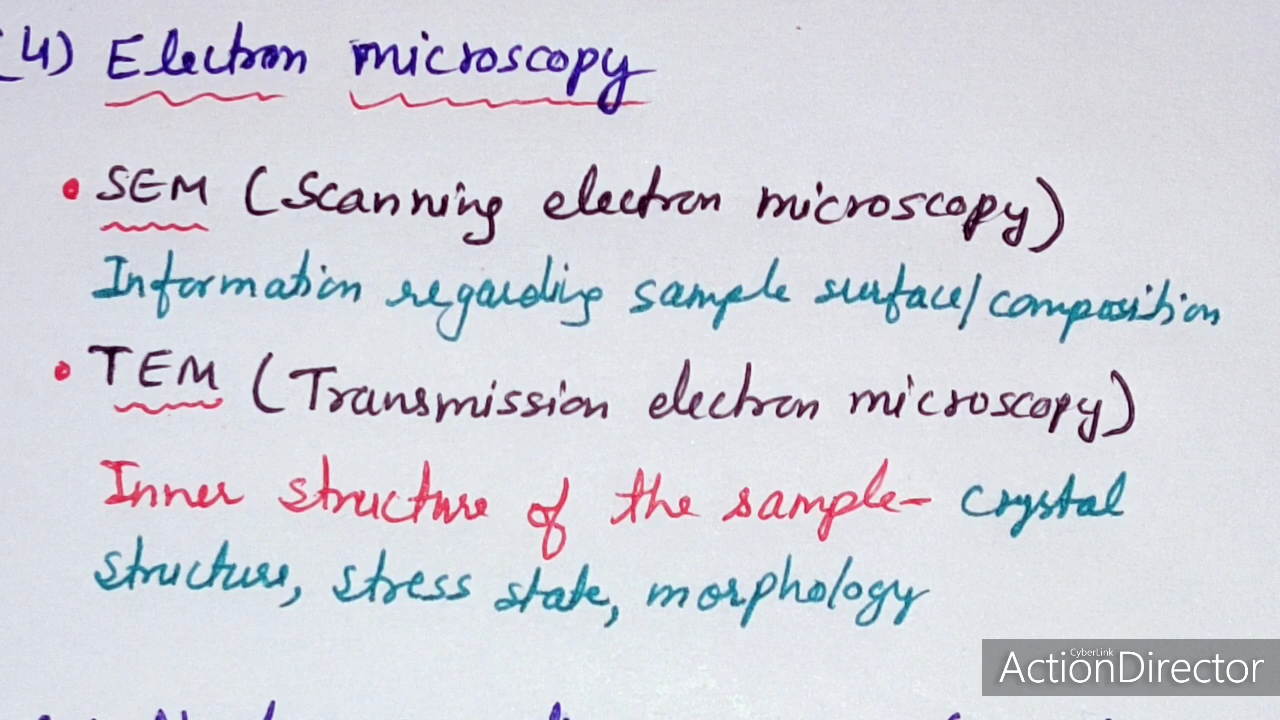 (4) Electron microscopy
• SEM (Scanning electron microscopy)
Information regarding sample surface/composition
• TEM (Transmission electron microscopy)
Inner structure of the sample- crystal
structure, stress state, morphology
CyberLink
ActionDirector